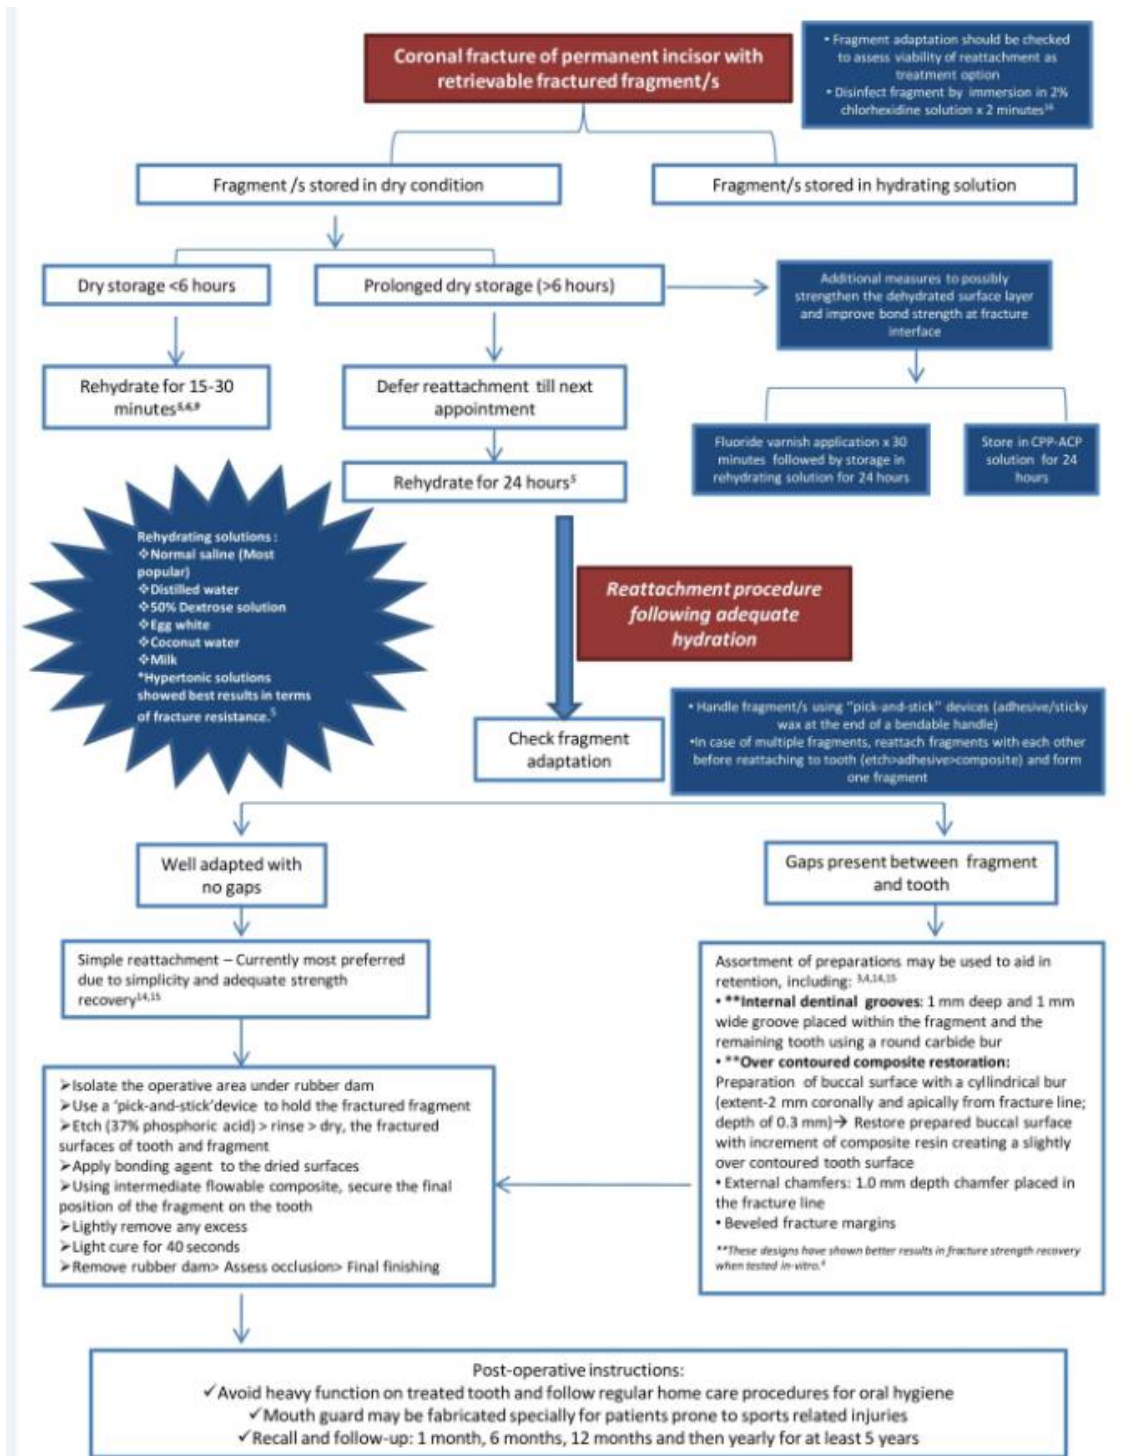 Coronal fracture of permanent incisor with
retrievable fractured fragment/s
• Fragment adaptation should be checked
to assess viability of reattachment as
treatment option
• Disinfect fragment by immersion in 2%
chlorhexidine solution x 2 minutes16
Fragment /s stored in dry condition
Fragment/s stored in hydrating solution
Dry storage <6 hours
Prolonged dry storage (>6 hours)
Additional measures to possibly
strengthen the dehydrated surface layer
and improve bond strength at fracture
interface
Rehydrate for 15-30
minutes5,6,9
Defer reattachment till next
appointment
Fluoride varnish application x 30
minutes followed by storage in
rehydrating solution for 24 hours
Store in CPP-ACP
solution for 24
hours
Rehydrate for 24 hours5
Rehydrating solutions :
❖Normal saline (Most
popular)
❖Distilled water
❖50% Dextrose solution
❖Egg white
❖Coconut water
❖Milk
*Hypertonic solutions
showed best results in terms
of fracture resistance.5
Reattachment procedure
following adequate
hydration
Check fragment
adaptation
• Handle fragment/s using "pick-and-stick" devices (adhesive/sticky
wax at the end of a bendable handle)
•In case of multiple fragments, reattach fragments with each other
before reattaching to tooth (etch>adhesive>composite) and form
one fragment
Well adapted with
no gaps
Gaps present between fragment
and tooth
Simple reattachment – Currently most preferred
due to simplicity and adequate strength
recovery14,15
Assortment of preparations may be used to aid in
retention, including: 3,4,14,15
• **Internal dentinal grooves: 1 mm deep and 1 mm
wide groove placed within the fragment and the
remaining tooth using a round carbide bur
• **Over contoured composite restoration:
Preparation of buccal surface with a cyllindrical bur
(extent-2 mm coronally and apically from fracture line;
depth of 0.3 mm)→ Restore prepared buccal surface
with increment of composite resin creating a slightly
over contoured tooth surface
• External chamfers: 1.0 mm depth chamfer placed in
the fracture line
• Beveled fracture margins
**These designs have shown better results in fracture strength recovery
when tested in-vitro.4
➢Isolate the operative area under rubber dam
➢Use a 'pick-and-stick'device to hold the fractured fragment
➢Etch (37% phosphoric acid) > rinse > dry, the fractured
surfaces of tooth and fragment
➢Apply bonding agent to the dried surfaces
➢Using intermediate flowable composite, secure the final
position of the fragment on the tooth
➢Lightly remove any excess
➢Light cure for 40 seconds
➢Remove rubber dam> Assess occlusion> Final finishing
Post-operative instructions:
✓Avoid heavy function on treated tooth and follow regular home care procedures for oral hygiene
✓Mouth guard may be fabricated specially for patients prone to sports related injuries
✓Recall and follow-up: 1 month, 6 months, 12 months and then yearly for at least 5 years